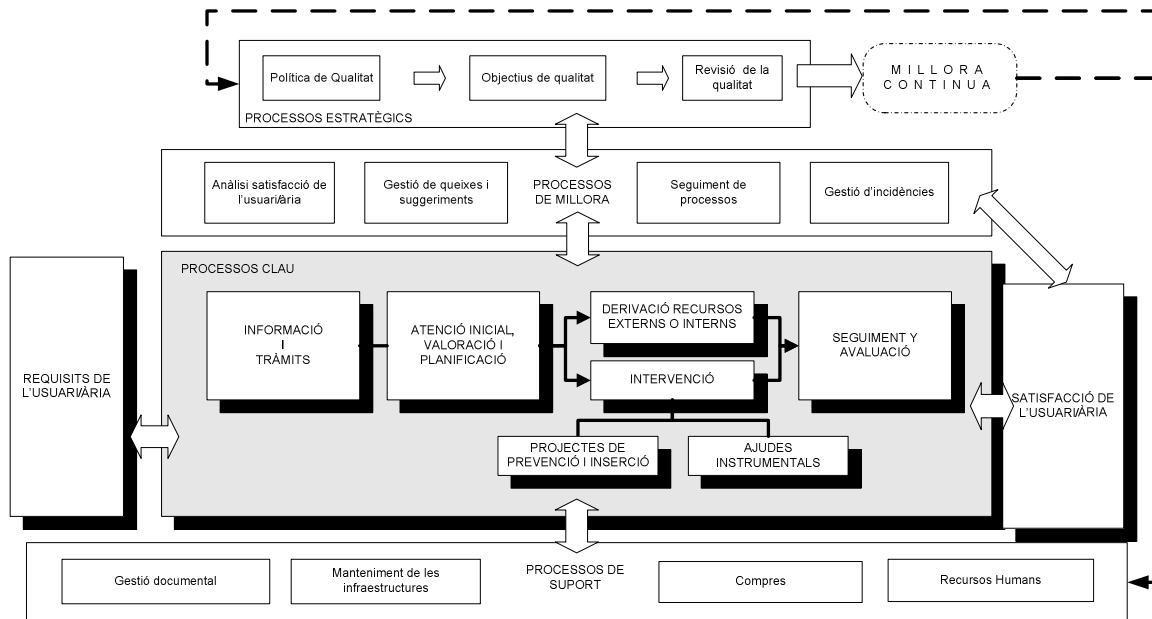 Política de Qualitat
Objectius de qualitat
Revisió de la
qualitat
MILLORA
CONTINUA
PROCESSOS ESTRATÈGICS
Anàlisi satisfacció de
l'usuari/ària
Gestió de queixes i
suggeriments
PROCESSOS
DE MILLORA
Seguiment de
processos
Gestió d'incidències
PROCESSOS CLAU
INFORMACIÓ
I
TRÀMITS
ATENCIÓ INICIAL,
VALORACIÓ I
PLANIFICACIÓ
DERIVACIÓ RECURSOS
EXTERNS O INTERNS
INTERVENCIÓ
SEGUIMENT Y
AVALUACIÓ
PROJECTES DE
PREVENCIÓ I INSERCIÓ
AJUDES
INSTRUMENTALS
REQUISITS DE
L'USUARI/ÀRIA
SATISFACCIÓ DE
L'USUARI/ÀRIA
Gestió documental
Manteniment de les
infraestructures
PROCESSOS DE
SUPORT
Compres
Recursos Humans